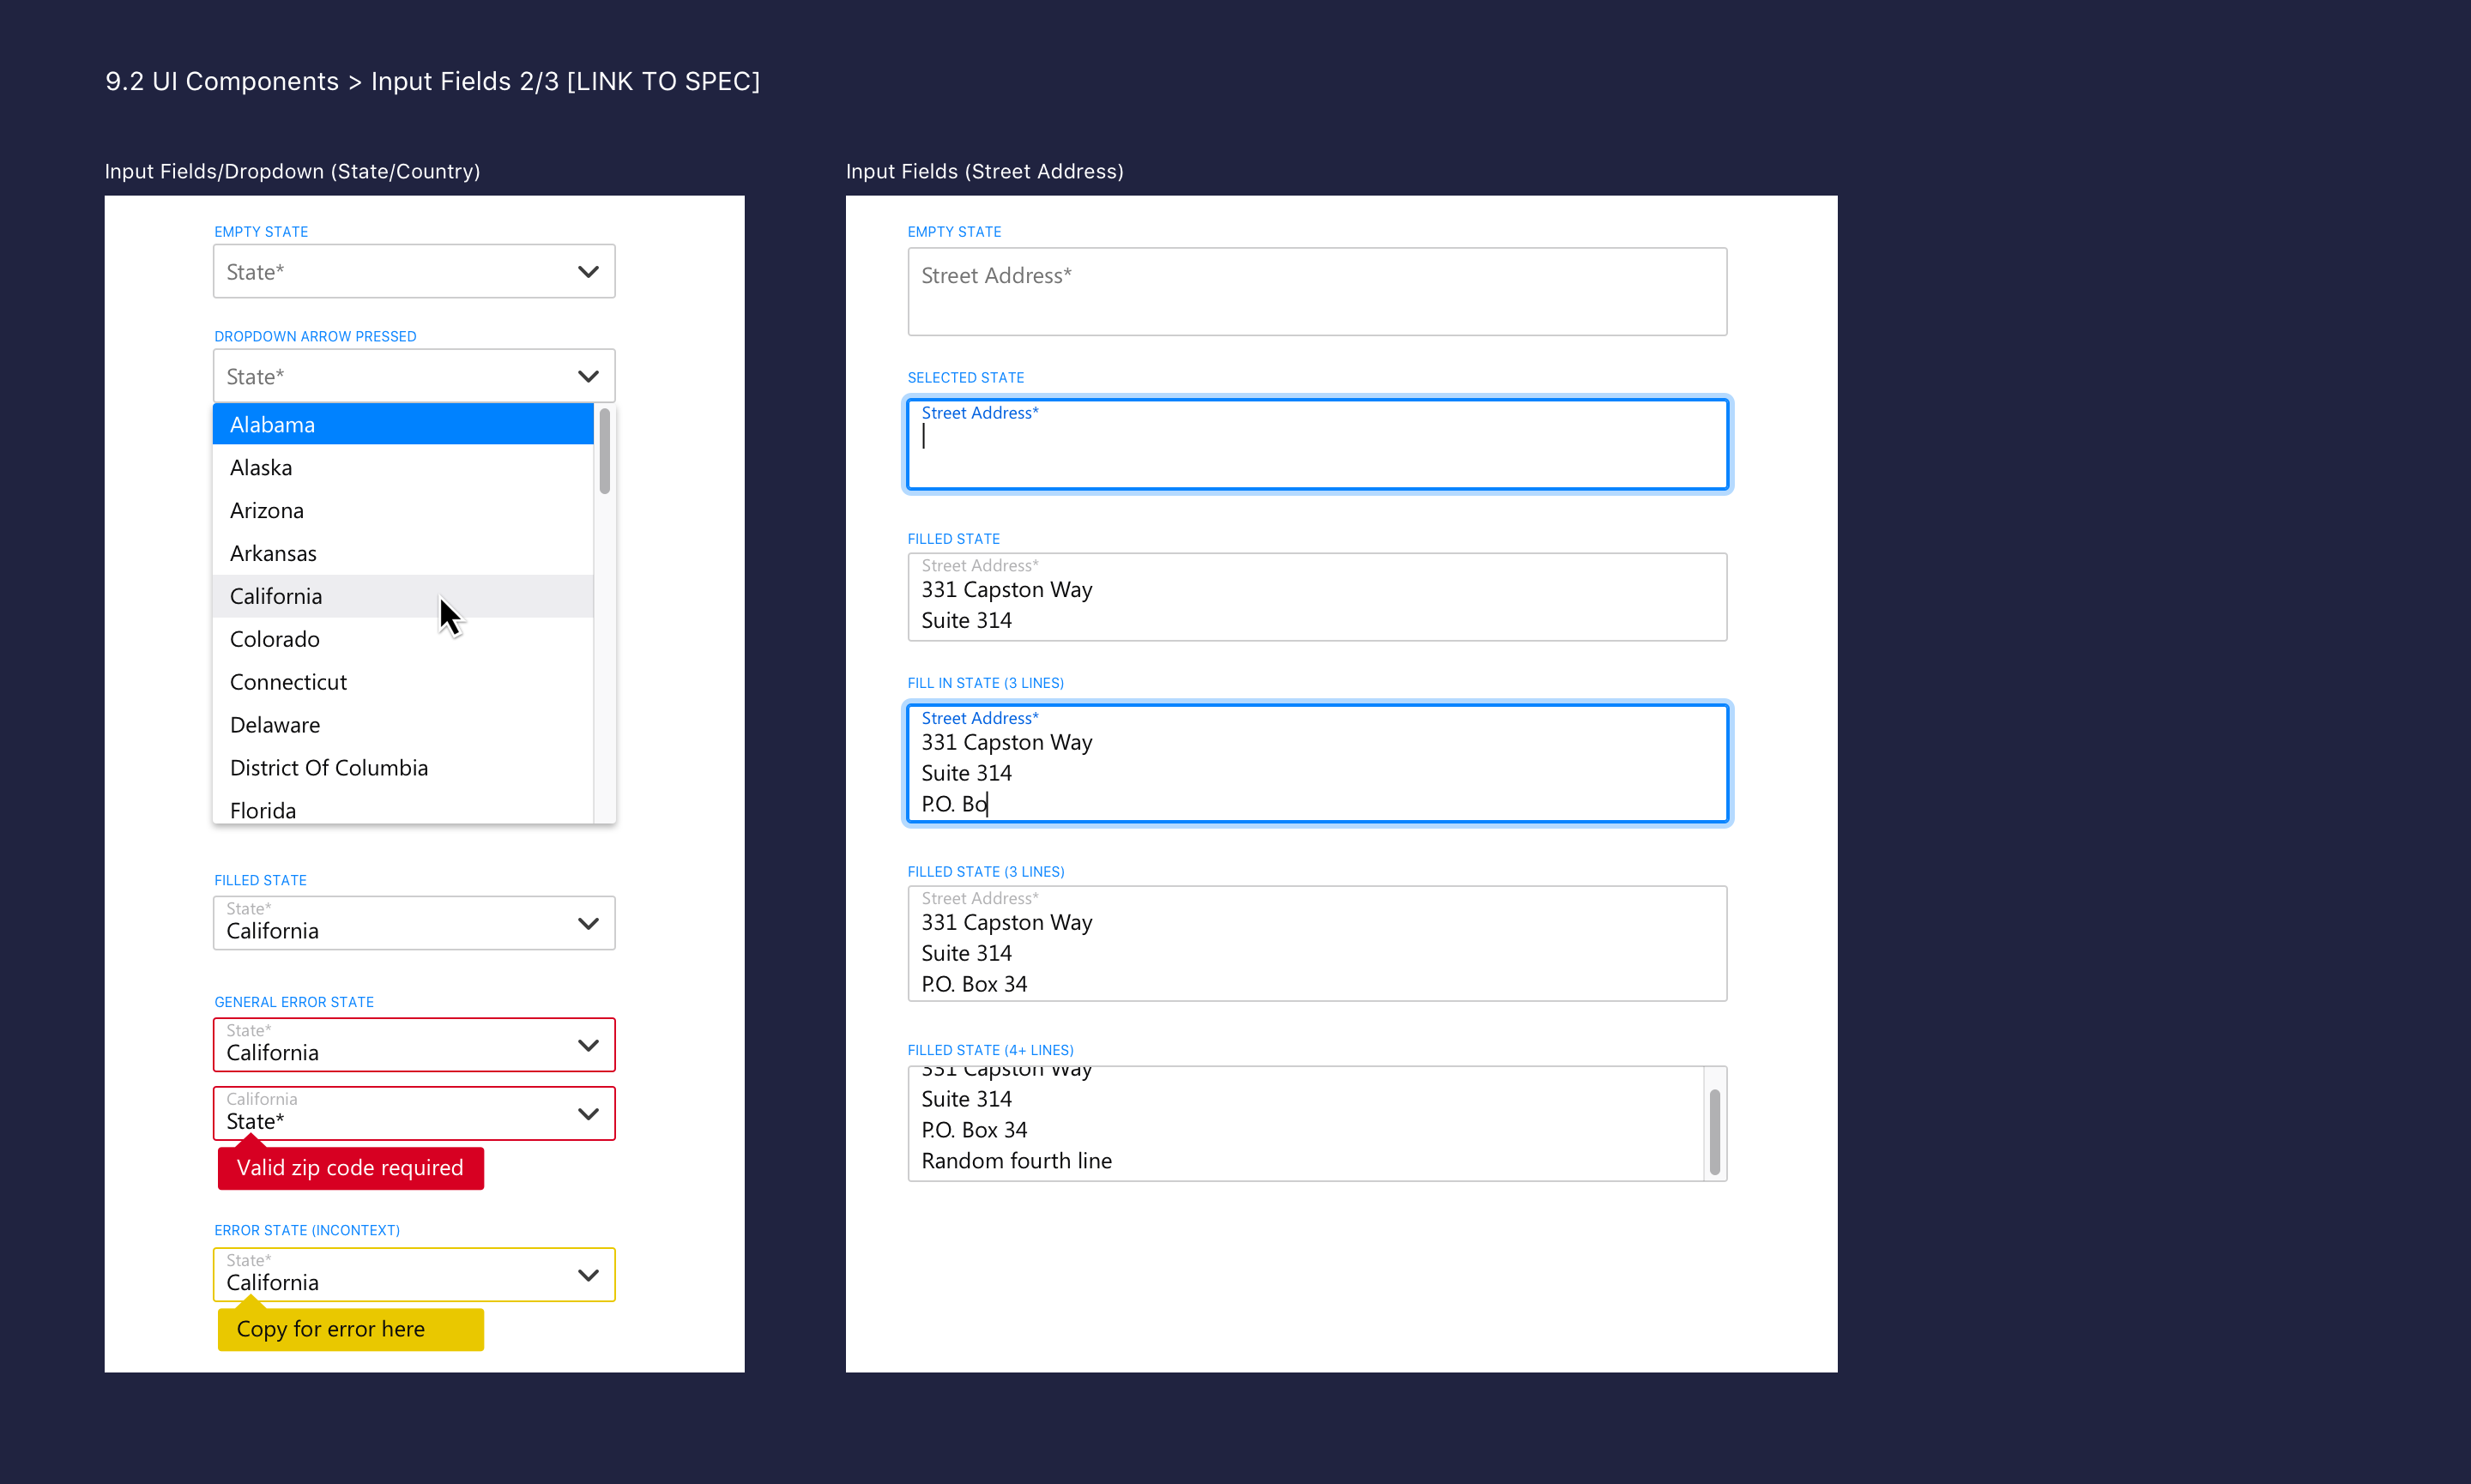 9.2 UI Components > Input Fields 2/3 [LINK TO SPEC]
Input Fields/Dropdown (State/Country)
EMPTY STATE
State*
DROPDOWN ARROW PRESSED
State*
Alabama
Alaska
Arizona
Arkansas
California
Colorado
Connecticut
Delaware
District Of Columbia
Florida
FILLED STATE
State*
California
GENERAL ERROR STATE
State*
California
California
State*
Valid zip code required
ERROR STATE (INCONTEXT)
State*
California
Copy for error here
Input Fields (Street Address)
EMPTY STATE
Street Address*
SELECTED STATE
Street Address*
FILLED STATE
Street Address*
331 Capston Way
Suite 314
FILL IN STATE (3 LINES)
Street Address*
331 Capston Way
Suite 314
P.O. Bo
FILLED STATE (3 LINES)
Street Address*
331 Capston Way
Suite 314
P.O. Box 34
FILLED STATE (4+ LINES)
331 Capston Way
Suite 314
P.O. Box 34
Random fourth line